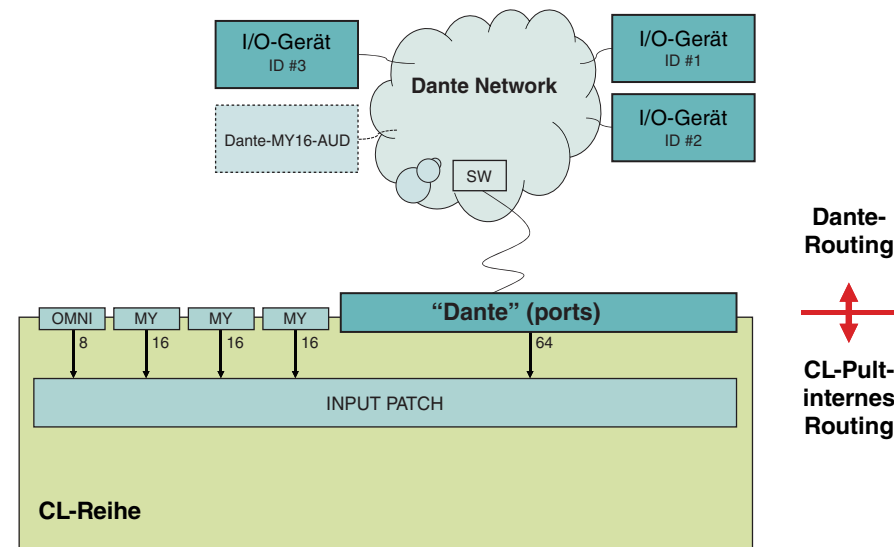 I/O-Gerät
ID #3
I/O-Gerät
ID #1
Dante Network
Dante-MY16-AUD
I/O-Gerät
ID #2
SW
Dante-
Routing
"Dante" (ports)
OMNI
MY
MY
MY
8
16
16
16
64
CL-Pult-
internes
Routing
INPUT PATCH
CL-Reihe